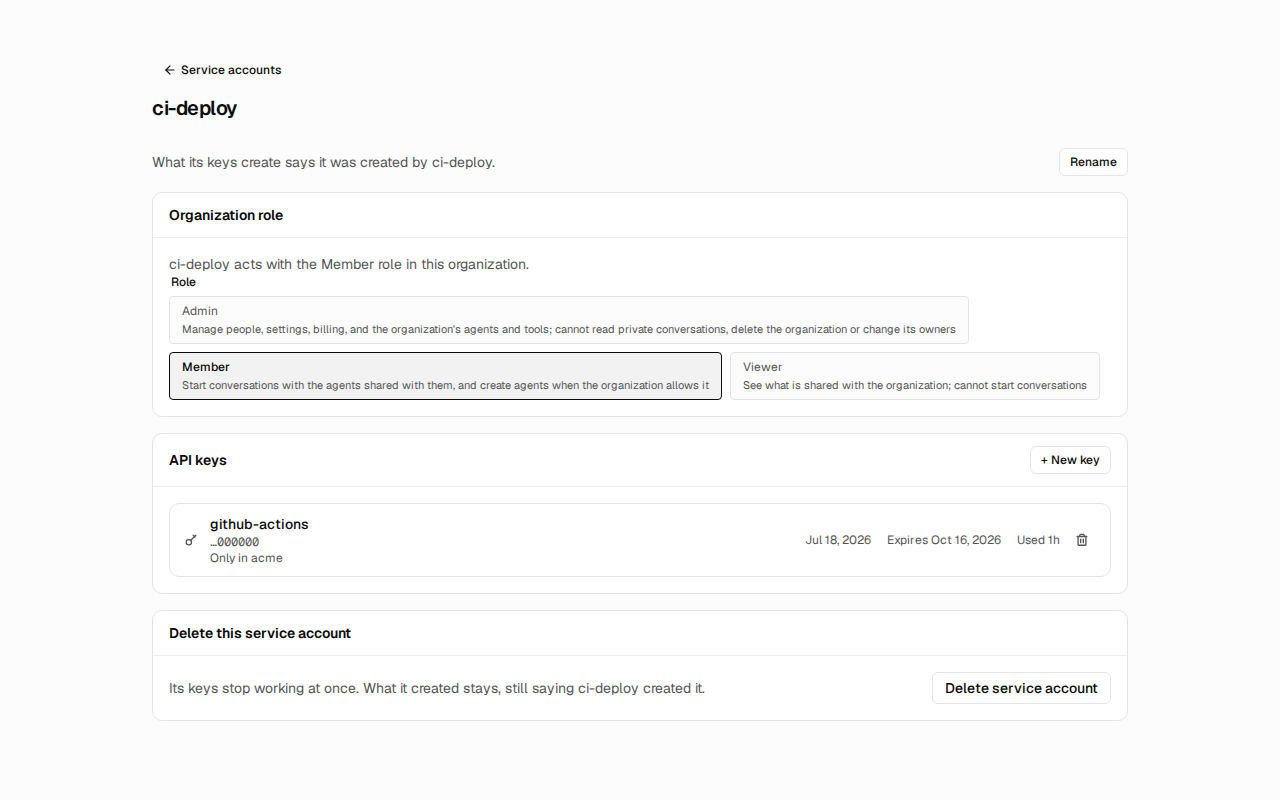 ← Service accounts
ci-deploy
What its keys create says it was created by ci-deploy.
Rename
Organization role
ci-deploy acts with the Member role in this organization.
Role
Admin
Manage people, settings, billing, and the organization's agents and tools; cannot read private conversations, delete the organization or change its owners
Member
Start conversations with the agents shared with them, and create agents when the organization allows it
Viewer
See what is shared with the organization; cannot start conversations
API keys
+ New key
github-actions
…000000
Only in acme
Jul 18, 2026 Expires Oct 16, 2026 Used 1h
Delete this service account
Its keys stop working at once. What it created stays, still saying ci-deploy created it.
Delete service account